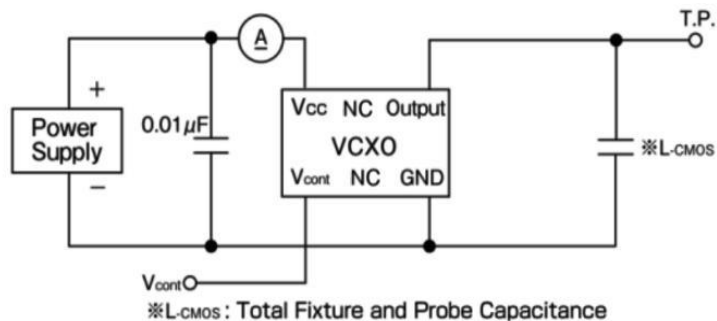 T.P.
A
+
Vcc NC Output
0.01μF
Power
Supply
VCXO
※L-CMOS
Vcont NC GND
−
Vcont
※L-CMOS : Total Fixture and Probe Capacitance